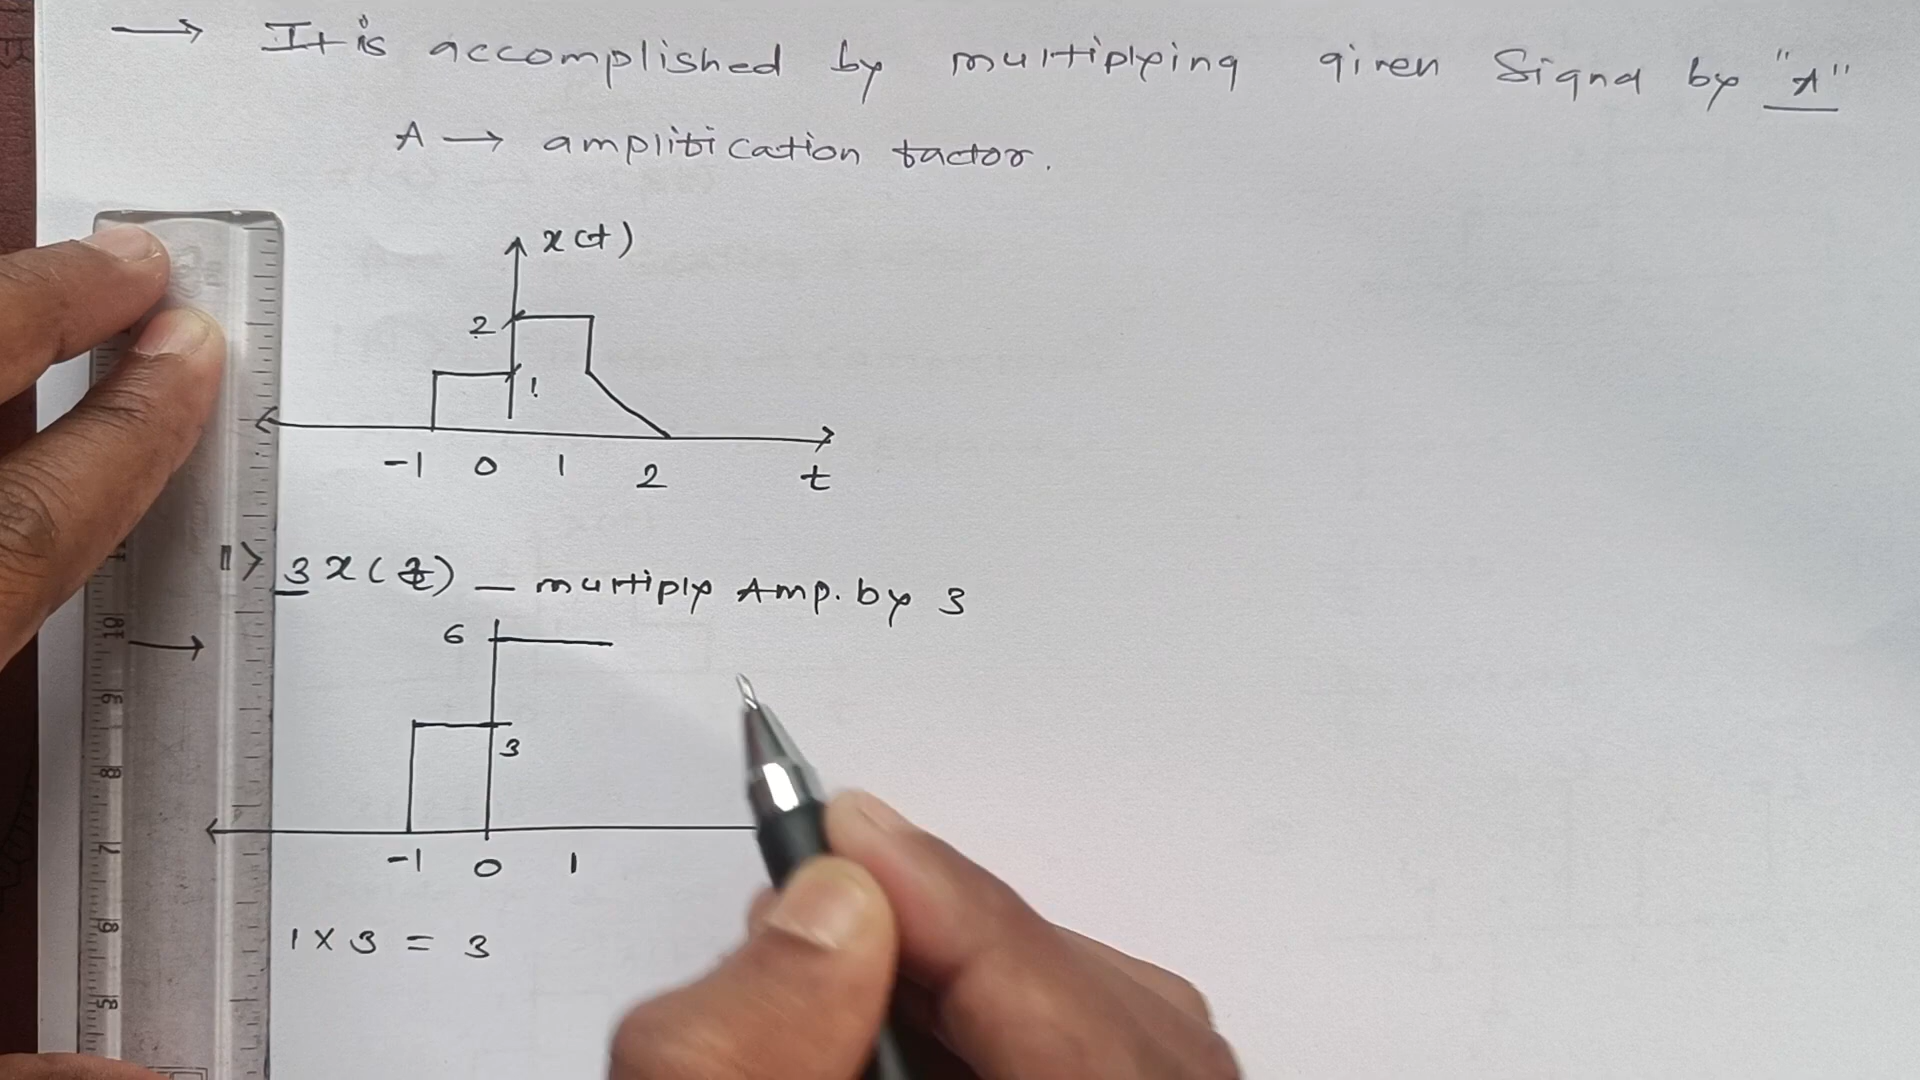 → It is accomplished by multiplying given Signal by "A"
A → amplification factor.
x(t)
2
1
-1 0 1 2 t
=> 3x(t) - multiply Amp. by 3
6
→
3
-1 0 1
1 x 3 = 3